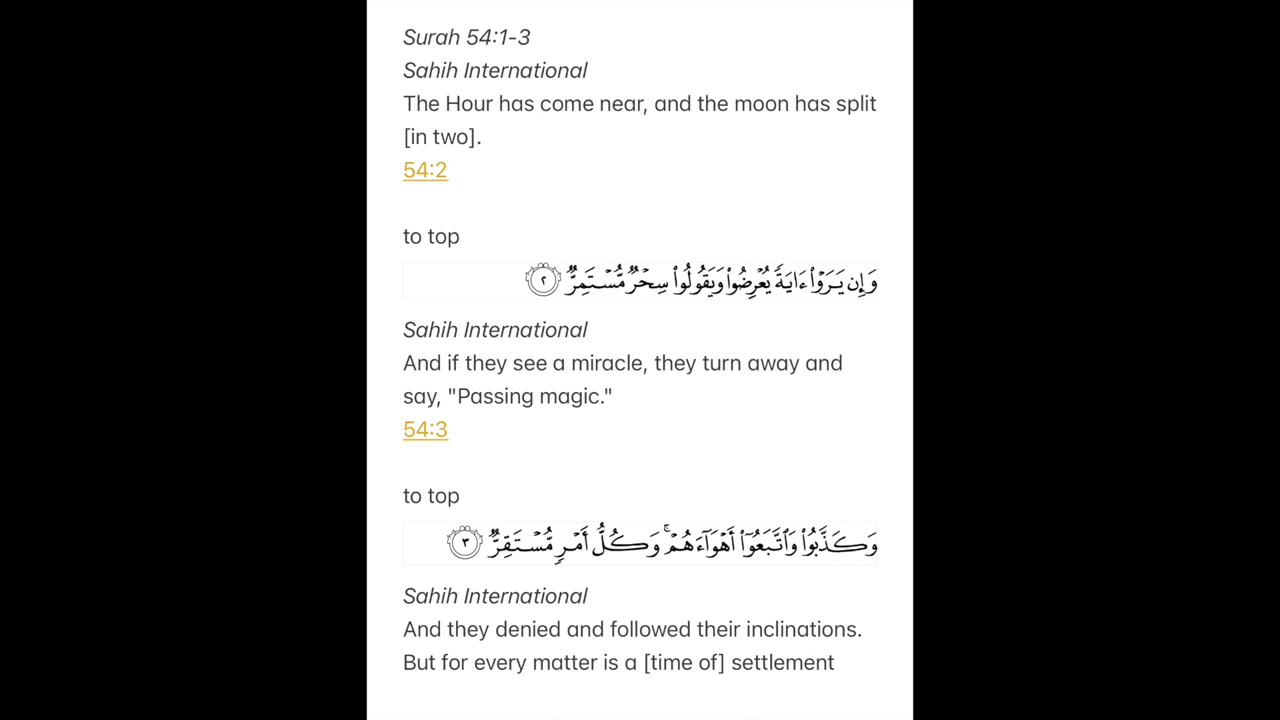 Surah 54:1-3
Sahih International
The Hour has come near, and the moon has split
[in two].
54:2
to top
وَإِن يَرَوْا۟ ءَايَةً يُعْرِضُوا۟ وَيَقُولُوا۟ سِحْرٌ مُّسْتَمِرٌّ ٢
Sahih International
And if they see a miracle, they turn away and
say, "Passing magic."
54:3
to top
وَكَذَّبُوا۟ وَٱتَّبَعُوٓا۟ أَهْوَآءَهُمْ ۚ وَكُلُّ أَمْرٍ مُّسْتَقِرٌّ ٣
Sahih International
And they denied and followed their inclinations.
But for every matter is a [time of] settlement